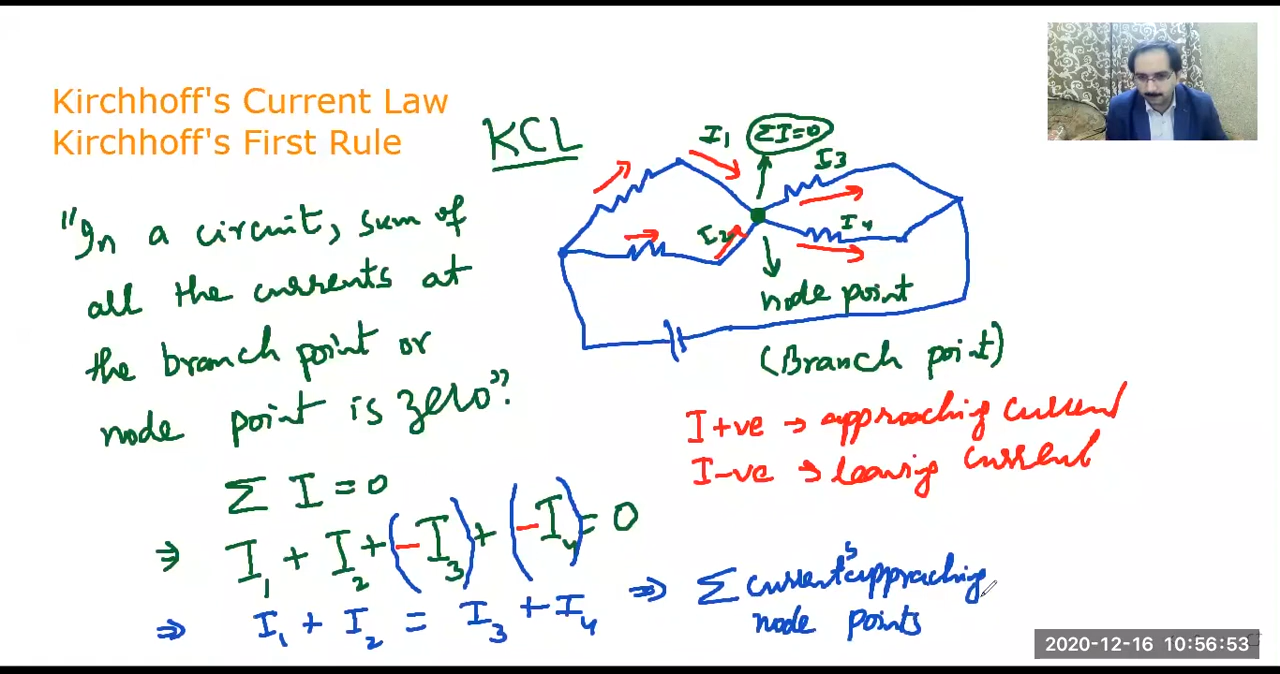 Kirchhoff's Current Law
Kirchhoff's First Rule
KCL
"In a circuit, sum of
all the currents at
the branch point or
node point is zero".
I1
ΣI=0
I3
I2
I4
node point
(Branch point)
I+ve → approaching current
I-ve → leaving current
Σ I = 0
⇒ I1 + I2 + (-I3) + (-I4) = 0
⇒ I1 + I2 = I3 + I4 ⇒ Σ currents appraching
node points
2020-12-16 10:56:53